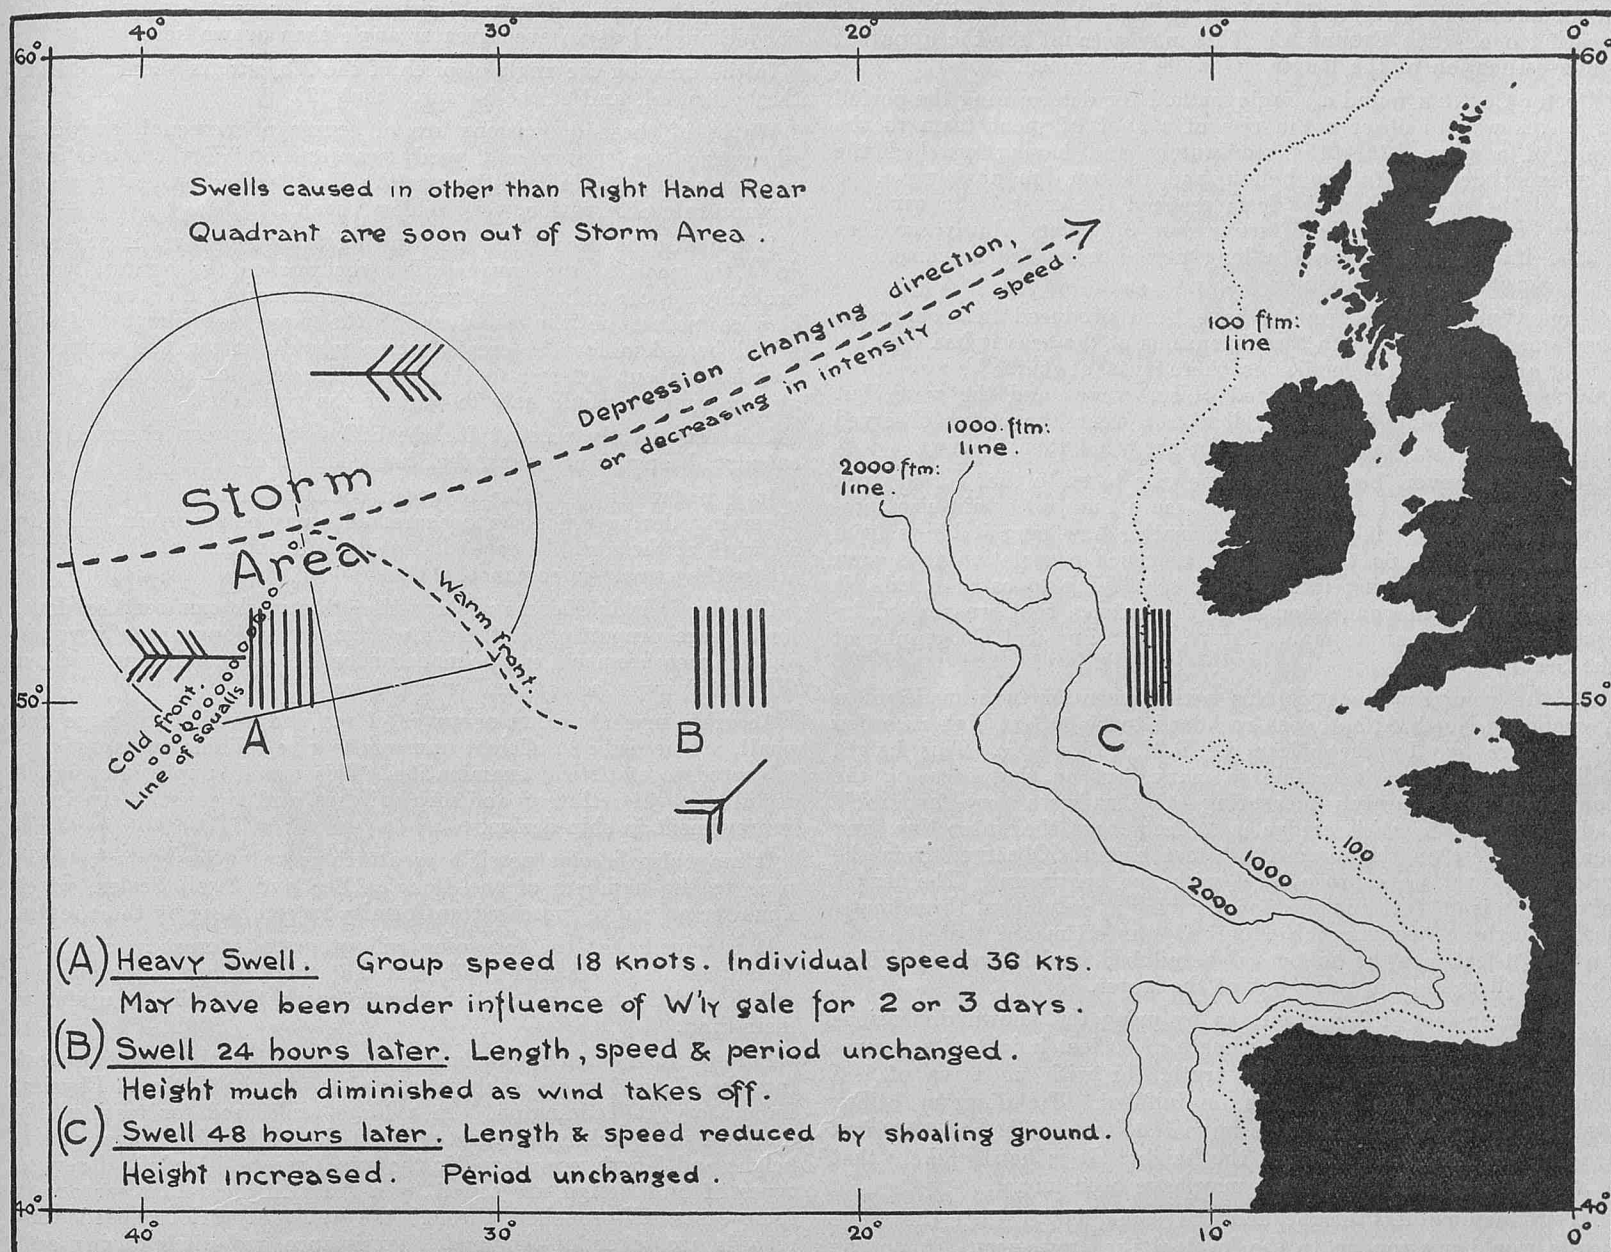 40° 30° 20° 10° 0°
60° 60°
Swells caused in other than Right Hand Rear
Quadrant are soon out of Storm Area.
Depression changing direction,
or decreasing in intensity or speed.
100 ftm:
line
1000 ftm:
line.
2000 ftm:
line.
Storm
Area
Warm front.
Cold front.
Line of squalls
50° 50°
A
B
C
100
1000
2000
(A) Heavy Swell. Group speed 18 Knots. Individual speed 36 Kts.
May have been under influence of W'ly gale for 2 or 3 days.
(B) Swell 24 hours later. Length, speed & period unchanged.
Height much diminished as wind takes off.
(C) Swell 48 hours later. Length & speed reduced by shoaling ground.
Height increased. Period unchanged.
40° 40°
40° 30° 20° 10° 0°